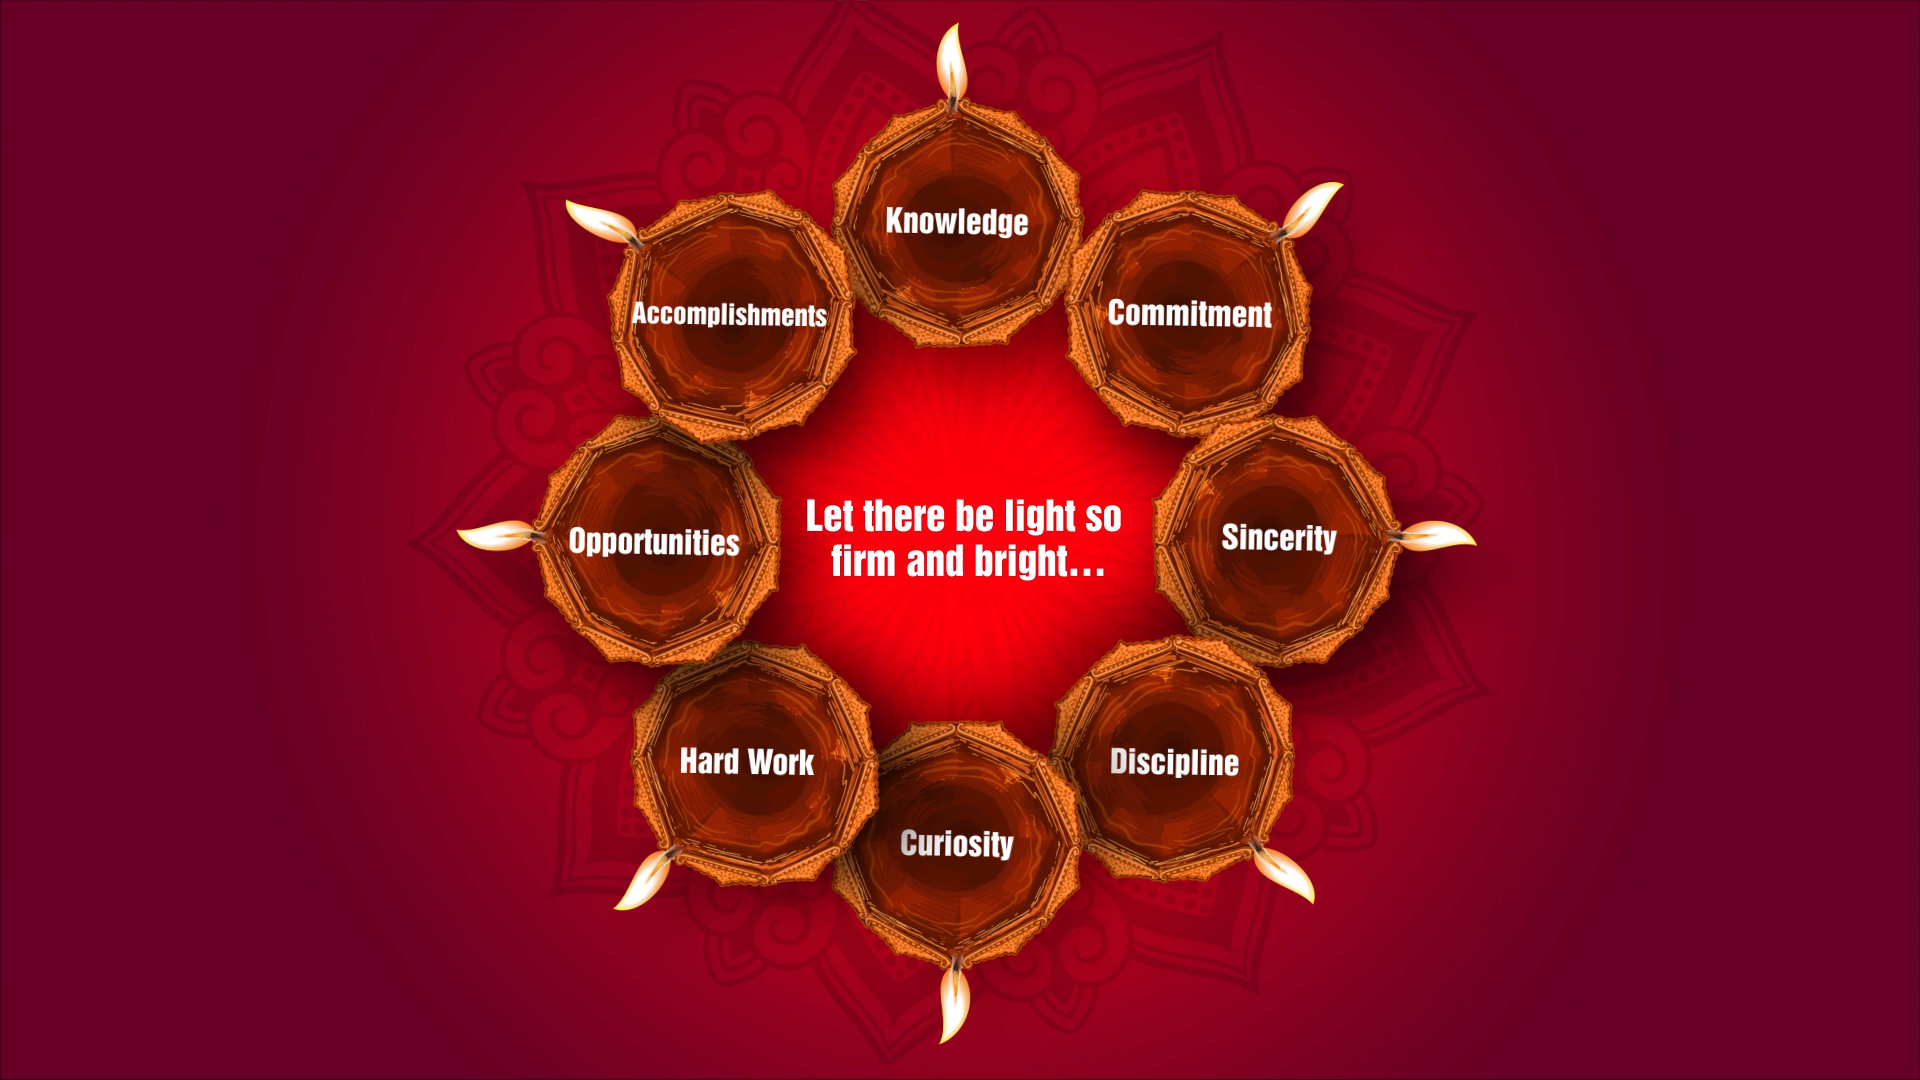 Knowledge
Accomplishments
Commitment
Opportunities
Let there be light so
firm and bright...
Sincerity
Hard Work
Discipline
Curiosity